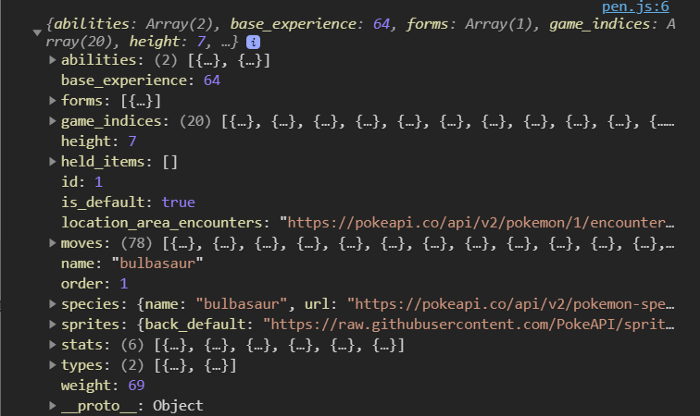 pen.js:6
{abilities: Array(2), base_experience: 64, forms: Array(1), game_indices: A
rray(20), height: 7, …} i
abilities: (2) [{…}, {…}]
base_experience: 64
forms: [{…}]
game_indices: (20) [{…}, {…}, {…}, {…}, {…}, {…}, {…}, {…}, {…}, {…}, {……
height: 7
held_items: []
id: 1
is_default: true
location_area_encounters: "https://pokeapi.co/api/v2/pokemon/1/encounter…
moves: (78) [{…}, {…}, {…}, {…}, {…}, {…}, {…}, {…}, {…}, {…}, {…}, {…},…
name: "bulbasaur"
order: 1
species: {name: "bulbasaur", url: "https://pokeapi.co/api/v2/pokemon-spe…
sprites: {back_default: "https://raw.githubusercontent.com/PokeAPI/sprit…
stats: (6) [{…}, {…}, {…}, {…}, {…}, {…}]
types: (2) [{…}, {…}]
weight: 69
__proto__: Object